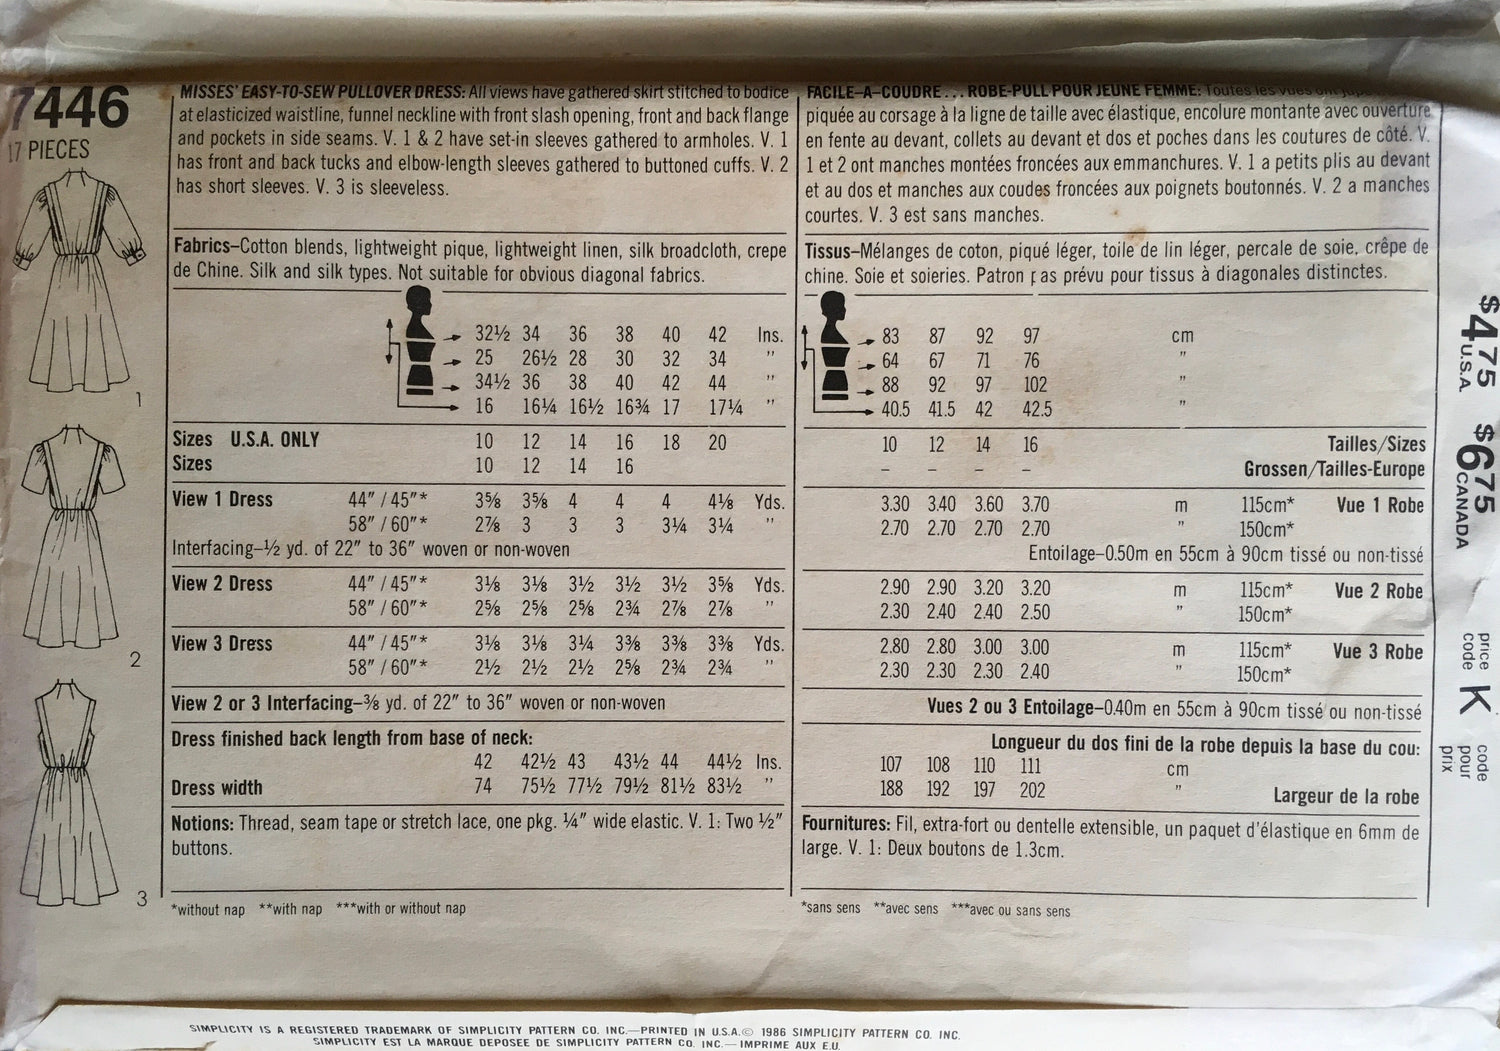 7446
17 PIECES
1
2
3
MISSES' EASY-TO-SEW PULLOVER DRESS: All views have gathered skirt stitched to bodice
at elasticized waistline, funnel neckline with front slash opening, front and back flange
and pockets in side seams. V. 1 & 2 have set-in sleeves gathered to armholes. V. 1
has front and back tucks and elbow-length sleeves gathered to buttoned cuffs. V. 2
has short sleeves. V. 3 is sleeveless.
Fabrics–Cotton blends, lightweight pique, lightweight linen, silk broadcloth, crepe
de Chine. Silk and silk types. Not suitable for obvious diagonal fabrics.
32½ 34 36 38 40 42 Ins.
25 26½ 28 30 32 34 "
34½ 36 38 40 42 44 "
16 16¼ 16½ 16¾ 17 17¼ "
Sizes U.S.A. ONLY 10 12 14 16 18 20
Sizes 10 12 14 16
View 1 Dress 44" / 45"* 3⅝ 3⅝ 4 4 4 4⅛ Yds.
58" / 60"* 2⅞ 3 3 3 3¼ 3¼ "
Interfacing–½ yd. of 22" to 36" woven or non-woven
View 2 Dress 44" / 45"* 3⅛ 3⅛ 3½ 3½ 3½ 3⅝ Yds.
58" / 60"* 2⅝ 2⅝ 2⅝ 2¾ 2⅞ 2⅞ "
View 3 Dress 44" / 45"* 3⅛ 3⅛ 3¼ 3⅜ 3⅜ 3⅜ Yds.
58" / 60"* 2½ 2½ 2½ 2⅝ 2¾ 2¾ "
View 2 or 3 Interfacing–⅜ yd. of 22" to 36" woven or non-woven
Dress finished back length from base of neck:
42 42½ 43 43½ 44 44½ Ins.
Dress width 74 75½ 77½ 79½ 81½ 83½ "
Notions: Thread, seam tape or stretch lace, one pkg. ¼" wide elastic. V. 1: Two ½"
buttons.
*without nap **with nap ***with or without nap
FACILE-A-COUDRE... ROBE-PULL POUR JEUNE FEMME: Toutes les vues ont jupe
piquée au corsage à la ligne de taille avec élastique, encolure montante avec ouverture
en fente au devant, collets au devant et dos et poches dans les coutures de côté. V.
1 et 2 ont manches montées froncées aux emmanchures. V. 1 a petits plis au devant
et au dos et manches aux coudes froncées aux poignets boutonnés. V. 2 a manches
courtes. V. 3 est sans manches.
Tissus–Mélanges de coton, piqué léger, toile de lin léger, percale de soie, crêpe de
chine. Soie et soieries. Patron pas prévu pour tissus à diagonales distinctes.
83 87 92 97 cm
64 67 71 76 "
88 92 97 102 "
40.5 41.5 42 42.5 "
10 12 14 16 Tailles/Sizes
– – – – Grossen/Tailles-Europe
3.30 3.40 3.60 3.70 m 115cm* Vue 1 Robe
2.70 2.70 2.70 2.70 " 150cm*
Entoilage–0.50m en 55cm à 90cm tissé ou non-tissé
2.90 2.90 3.20 3.20 m 115cm* Vue 2 Robe
2.30 2.40 2.40 2.50 " 150cm*
2.80 2.80 3.00 3.00 m 115cm* Vue 3 Robe
2.30 2.30 2.30 2.40 " 150cm*
Vues 2 ou 3 Entoilage–0.40m en 55cm à 90cm tissé ou non-tissé
Longueur du dos fini de la robe depuis la base du cou:
107 108 110 111 cm
188 192 197 202 " Largeur de la robe
Fournitures: Fil, extra-fort ou dentelle extensible, un paquet d'élastique en 6mm de
large. V. 1: Deux boutons de 1.3cm.
*sans sens **avec sens ***avec ou sans sens
$4.75 U.S.A.
$6.75 CANADA
price code K code pour prix
SIMPLICITY IS A REGISTERED TRADEMARK OF SIMPLICITY PATTERN CO. INC.—PRINTED IN U.S.A.© 1986 SIMPLICITY PATTERN CO. INC.
SIMPLICITY EST LA MARQUE DEPOSEE DE SIMPLICITY PATTERN CO. INC.—IMPRIME AUX E.U.